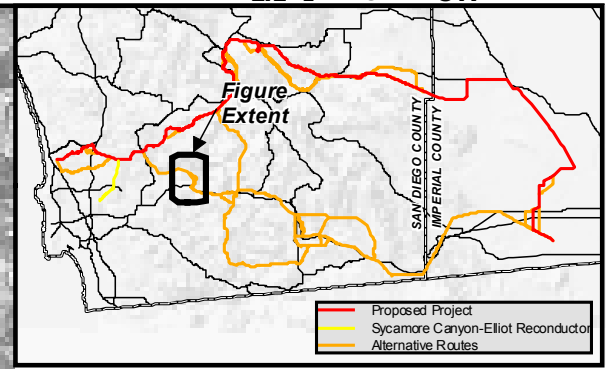 Figure
Extent
SAN DIEGO COUNTY
IMPERIAL COUNTY
Proposed Project
Sycamore Canyon-Elliot Reconductor
Alternative Routes